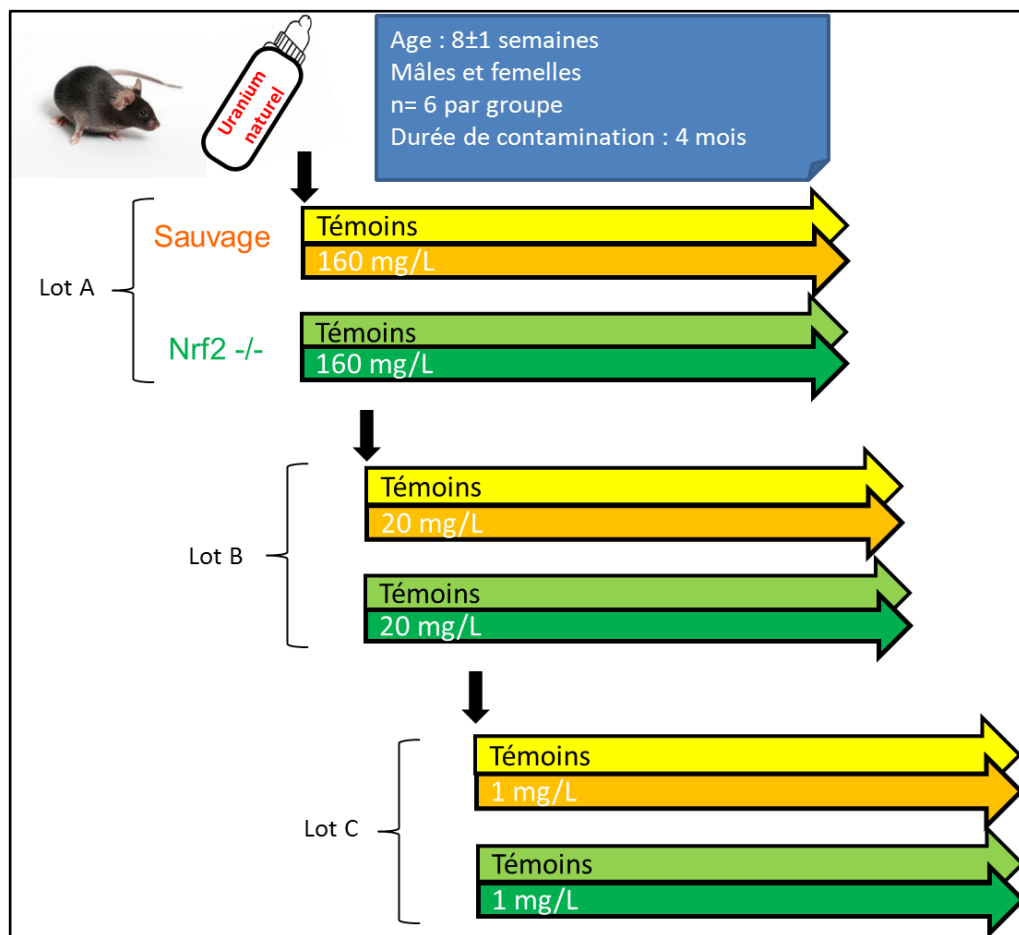 Uranium
naturel
Age : 8±1 semaines
Mâles et femelles
n= 6 par groupe
Durée de contamination : 4 mois
Lot A
Sauvage
Témoins
160 mg/L
Nrf2 -/-
Témoins
160 mg/L
Lot B
Témoins
20 mg/L
Témoins
20 mg/L
Lot C
Témoins
1 mg/L
Témoins
1 mg/L